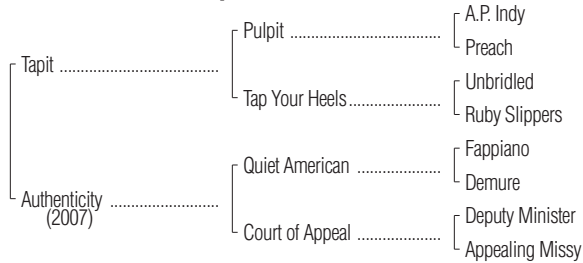 A.P. Indy
Pulpit ........................................
Preach
Tapit ..........................................
Unbridled
Tap Your Heels ........................
Ruby Slippers
Fappiano
Quiet American ......................
Demure
Authenticity .............................
(2007)
Deputy Minister
Court of Appeal ......................
Appealing Missy